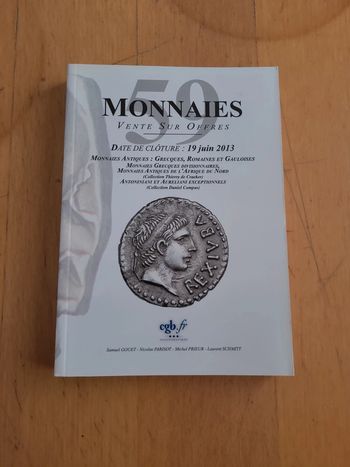 59
MONNAIES
VENTE SUR OFFRES
DATE DE CLÔTURE : 19 juin 2013
MONNAIES ANTIQUES : GRECQUES, ROMAINES ET GAULOISES
MONNAIES GRECQUES DIVISIONNAIRES,
MONNAIES ANTIQUES DE L'AFRIQUE DU NORD
(Collection Thierry de Craeker)
ANTONINIANI ET AURELIANI EXCEPTIONNELS
(Collection Daniel Compas)
REX IVBA
cgb.fr
Samuel GOUET - Nicolas PARISOT - Michel PRIEUR - Laurent SCHMITT